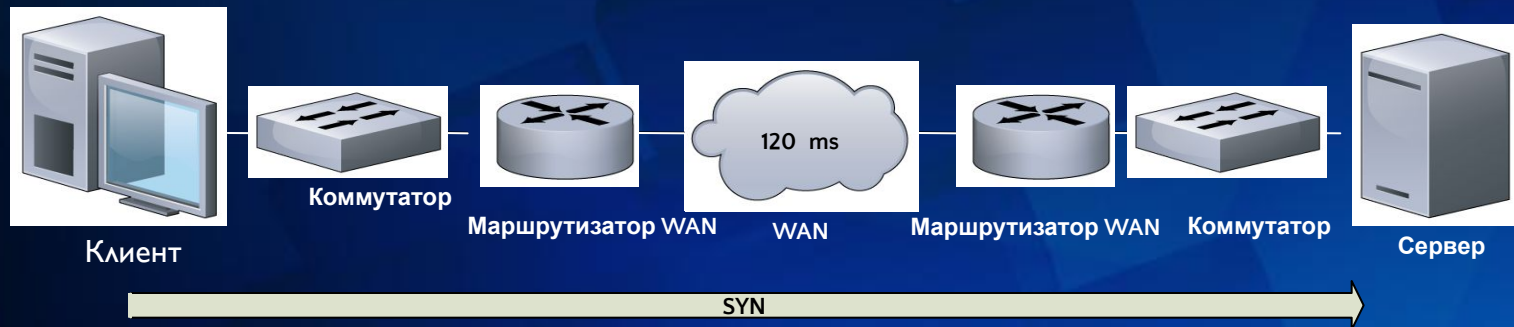 120 ms
Коммутатор
Маршрутизатор WAN
WAN
Маршрутизатор WAN
Коммутатор
Сервер
Клиент
SYN